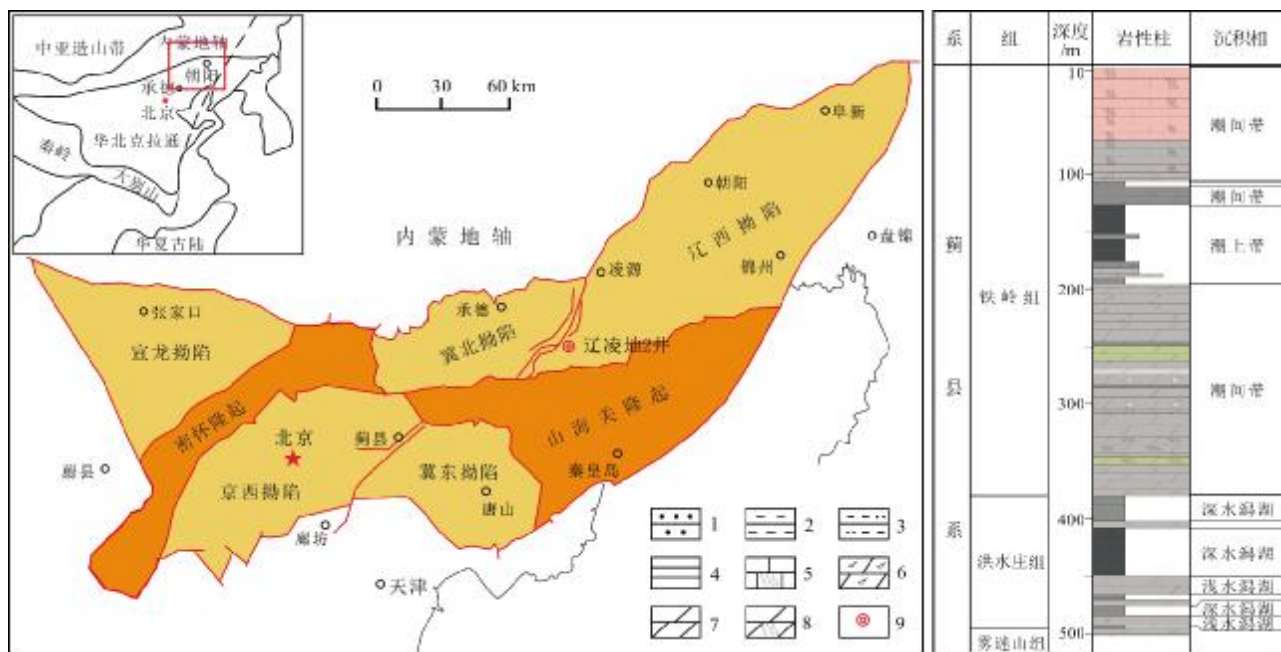 中亚造山带
内蒙地轴
朝阳
承德
北京
华北克拉通
秦岭
大别山
华夏古陆
0 30 60 km
阜新
朝阳
辽西拗陷
盘锦
锦州
凌源
内蒙地轴
承德
冀北拗陷
辽凌地2井
张家口
宣龙拗陷
密怀隆起
山海关隆起
北京
蓟县
冀东拗陷
秦皇岛
京西拗陷
唐山
廊坊
天津
1 2 3
4 5 6
7 8 9
系 组 深度/m 岩性柱 沉积相
10
潮间带
100
潮间带
蓟
潮上带
200
铁岭组
300
潮间带
县
400
深水潟湖
系
洪水庄组
深水潟湖
浅水潟湖
深水潟湖
浅水潟湖
500
雾迷山组